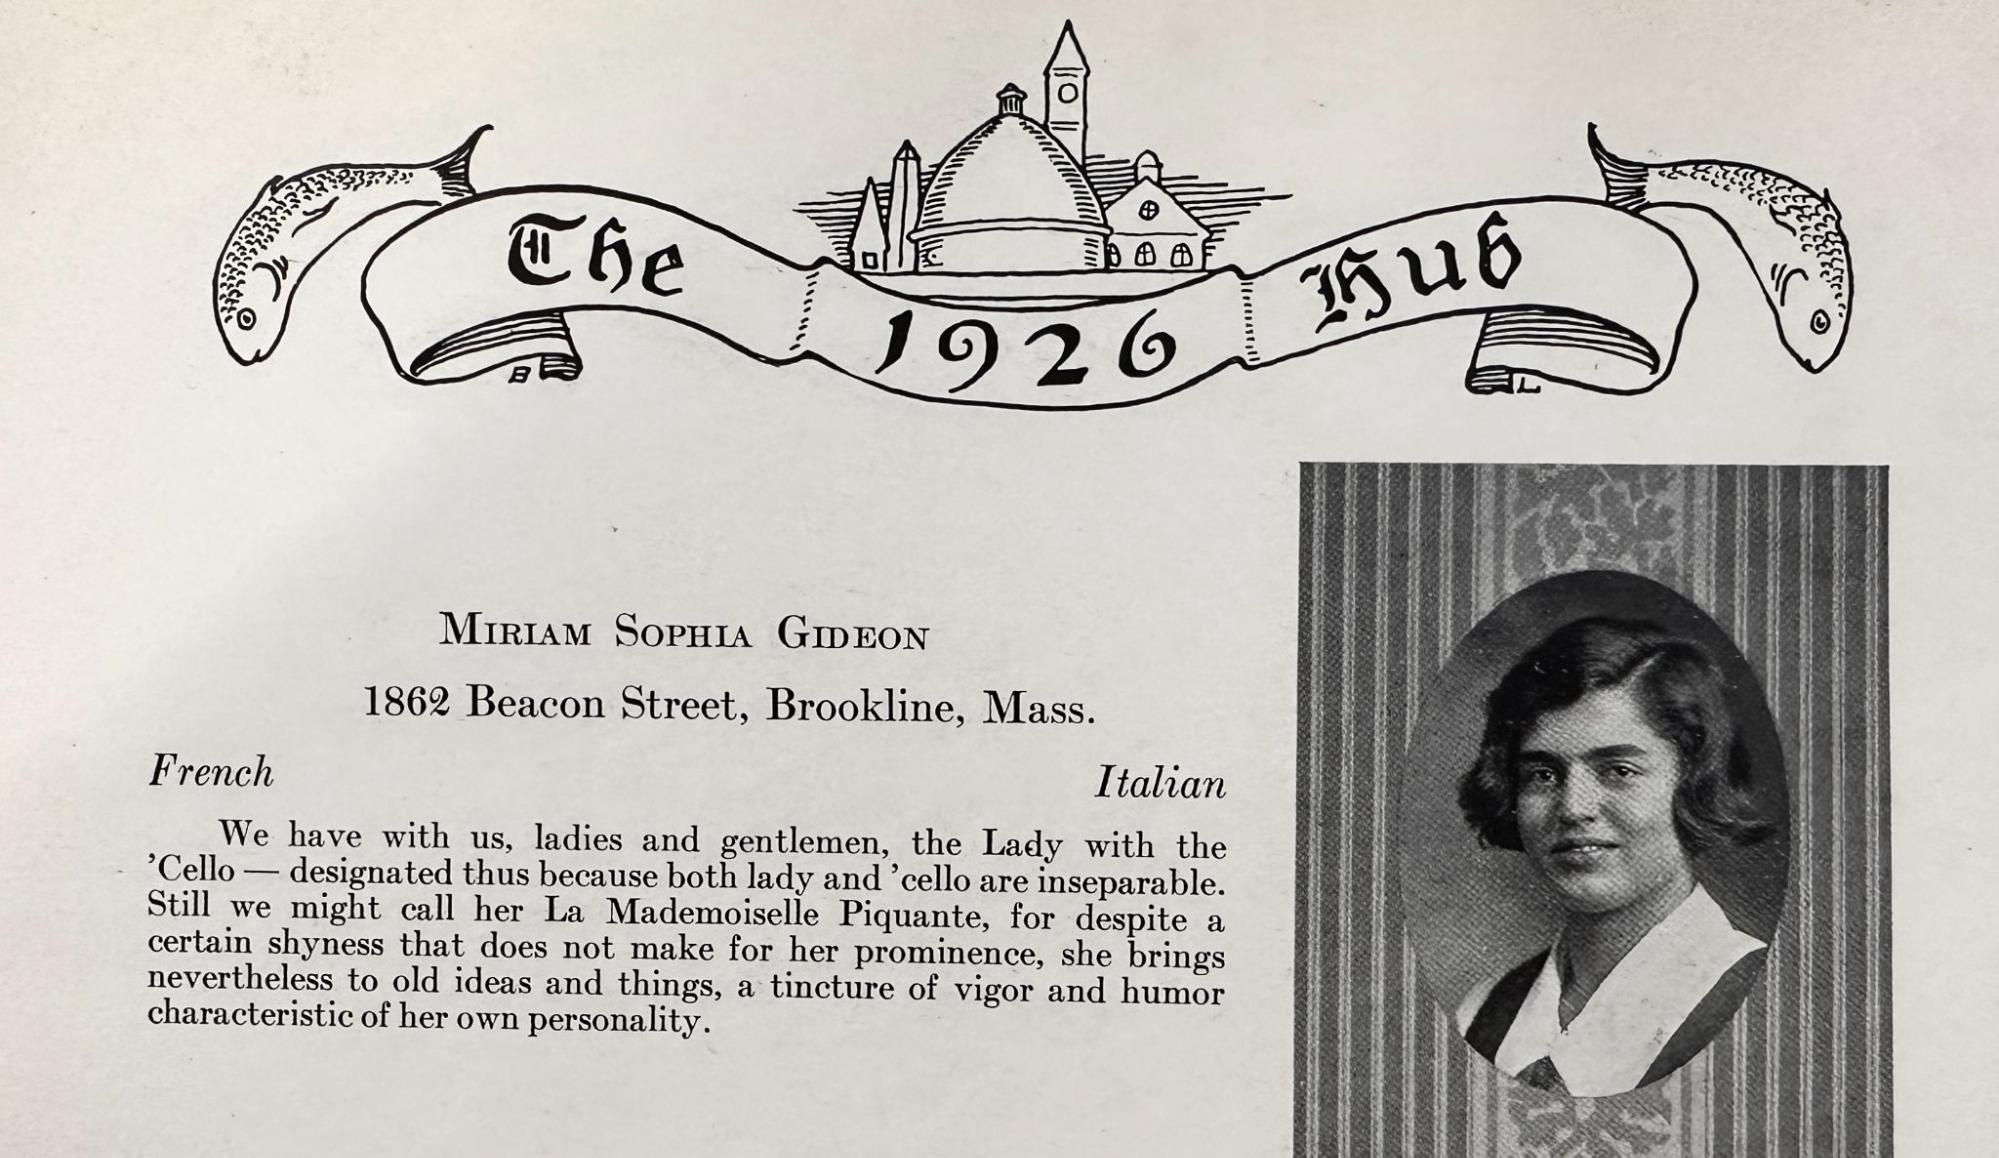 The 1926 Hub
B L
Miriam Sophia Gideon
1862 Beacon Street, Brookline, Mass.
French Italian
We have with us, ladies and gentlemen, the Lady with the
’Cello — designated thus because both lady and ’cello are inseparable.
Still we might call her La Mademoiselle Piquante, for despite a
certain shyness that does not make for her prominence, she brings
nevertheless to old ideas and things, a tincture of vigor and humor
characteristic of her own personality.